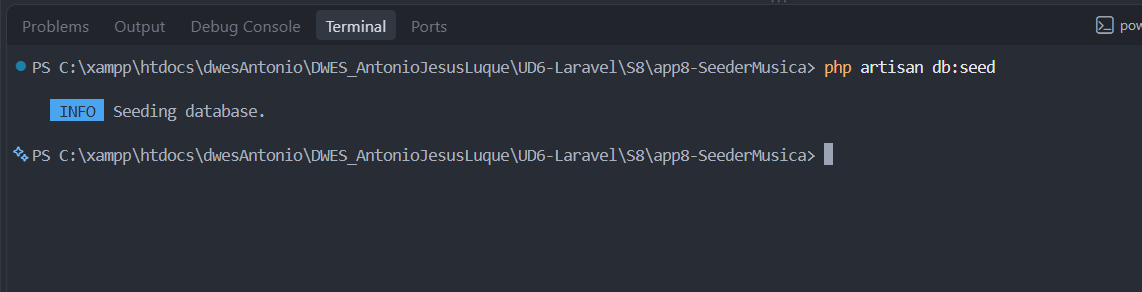 Problems Output Debug Console Terminal Ports
PS C:\xampp\htdocs\dwesAntonio\DWES_AntonioJesusLuque\UD6-Laravel\S8\app8-SeederMusica> php artisan db:seed
INFO Seeding database.
PS C:\xampp\htdocs\dwesAntonio\DWES_AntonioJesusLuque\UD6-Laravel\S8\app8-SeederMusica>